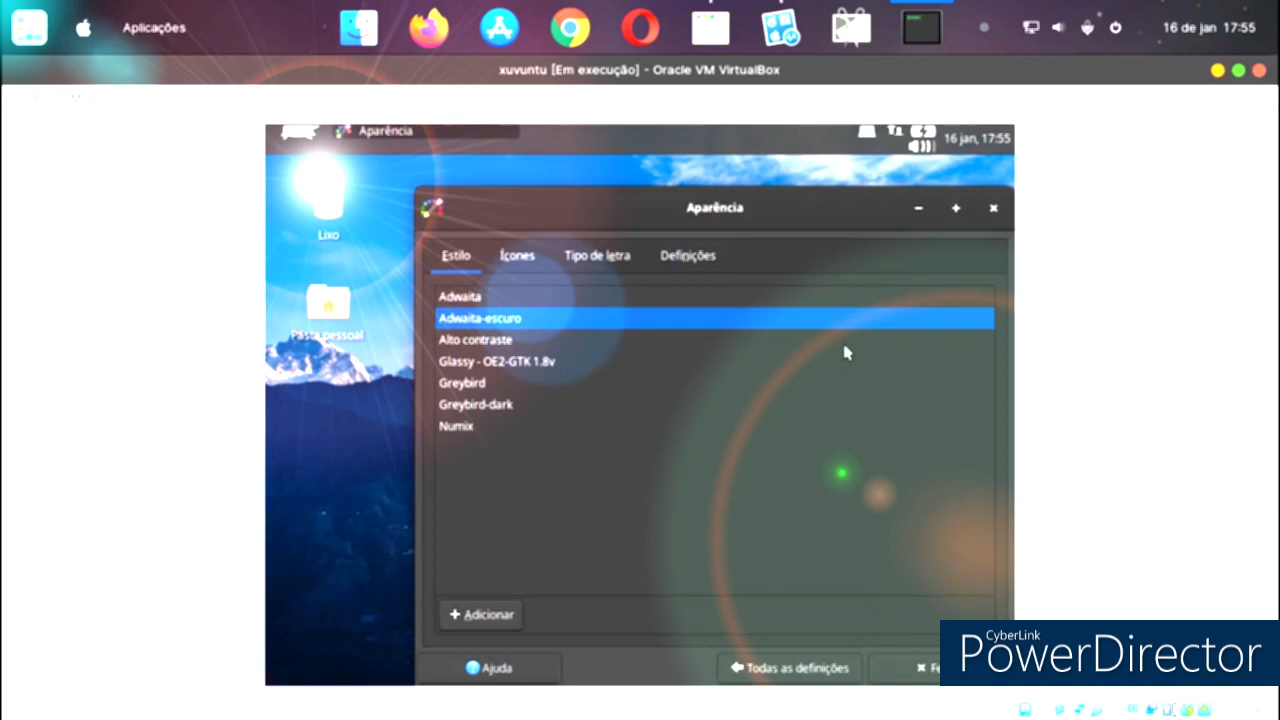 Aplicações
16 de jan 17:55
xuvuntu [Em execução] - Oracle VM VirtualBox
Aparência
16 jan, 17:55
Aparência
Lixo
Estilo Ícones Tipo de letra Definições
Adwaita
Adwaita-escuro
Pasta pessoal
Alto contraste
Glassy - OE2-GTK 1.8v
Greybird
Greybird-dark
Numix
Adicionar
Ajuda
Todas as definições
CyberLink
PowerDirector